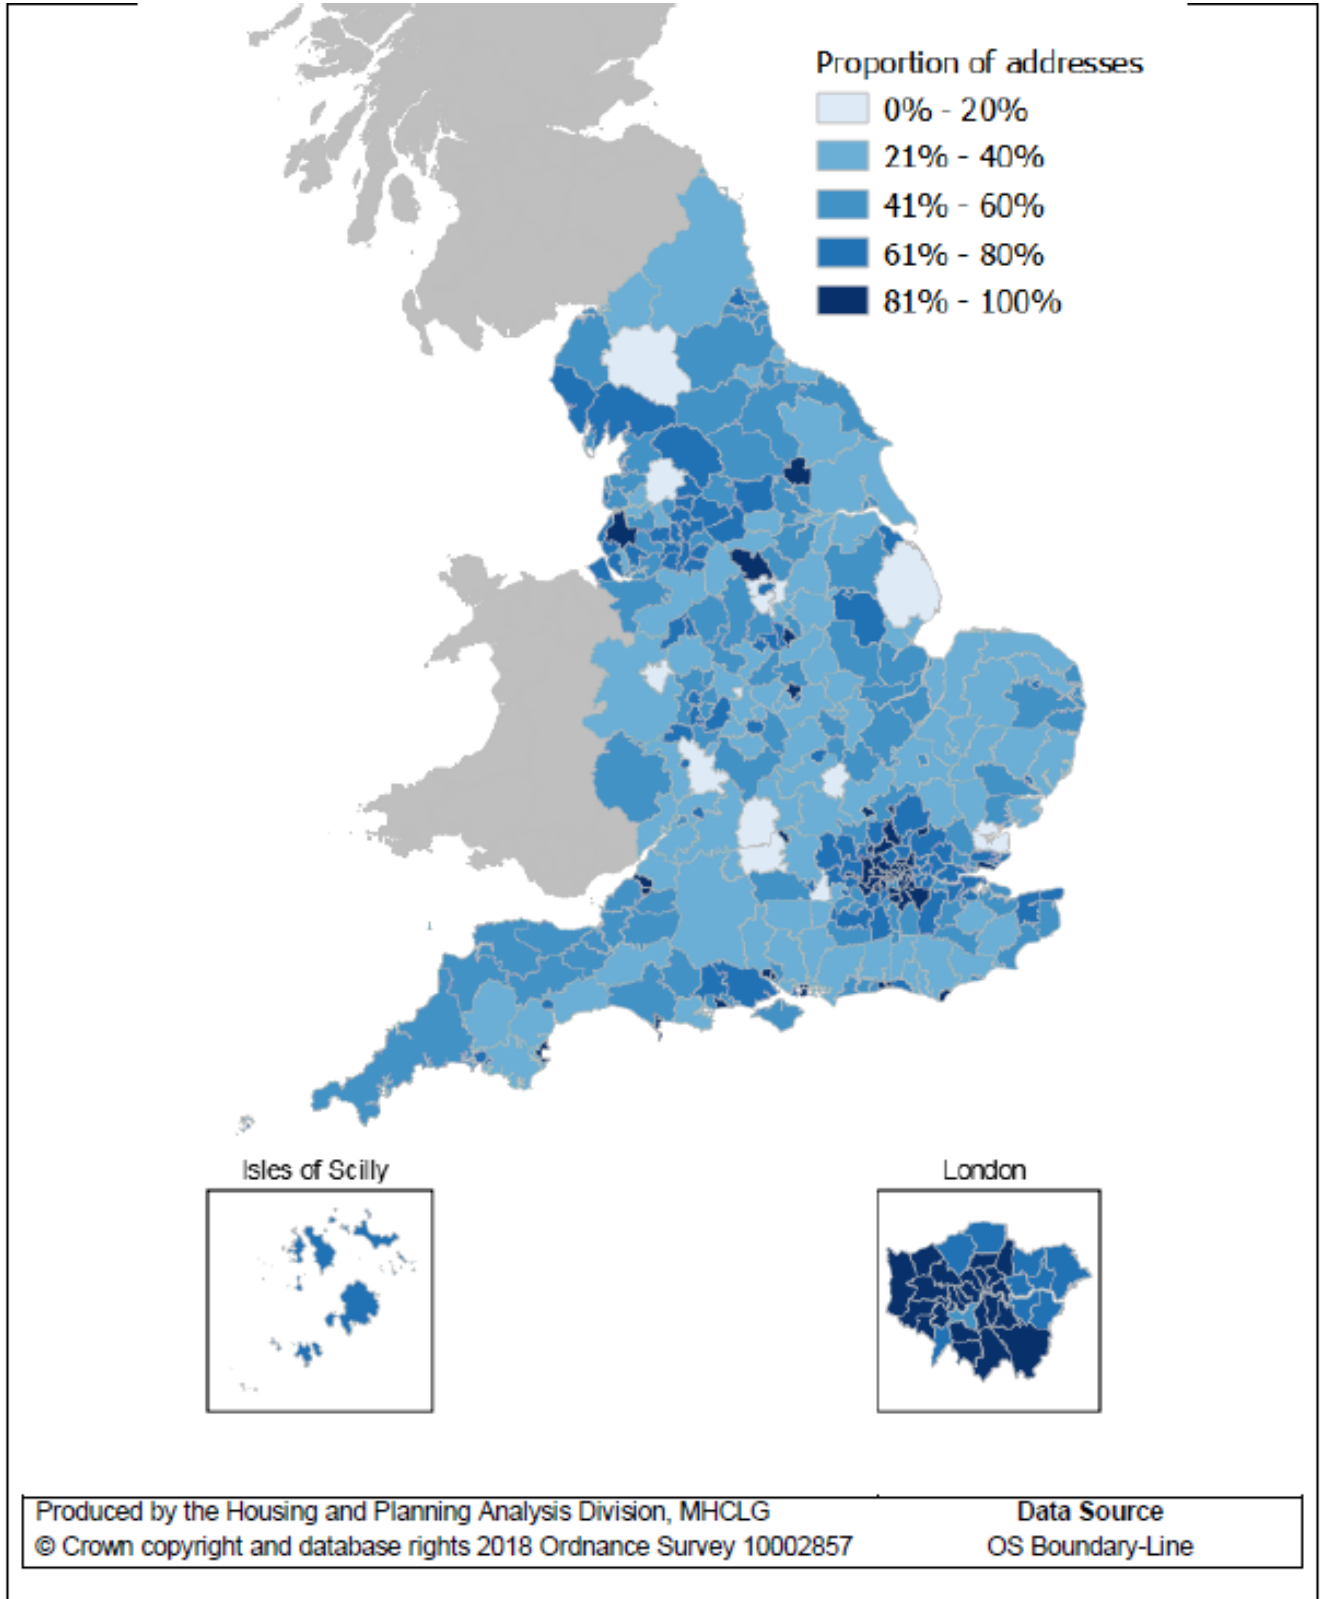 Proportion of addresses
0% - 20%
21% - 40%
41% - 60%
61% - 80%
81% - 100%
Isles of Scilly
London
Produced by the Housing and Planning Analysis Division, MHCLG
© Crown copyright and database rights 2018 Ordnance Survey 10002857
Data Source
OS Boundary-Line